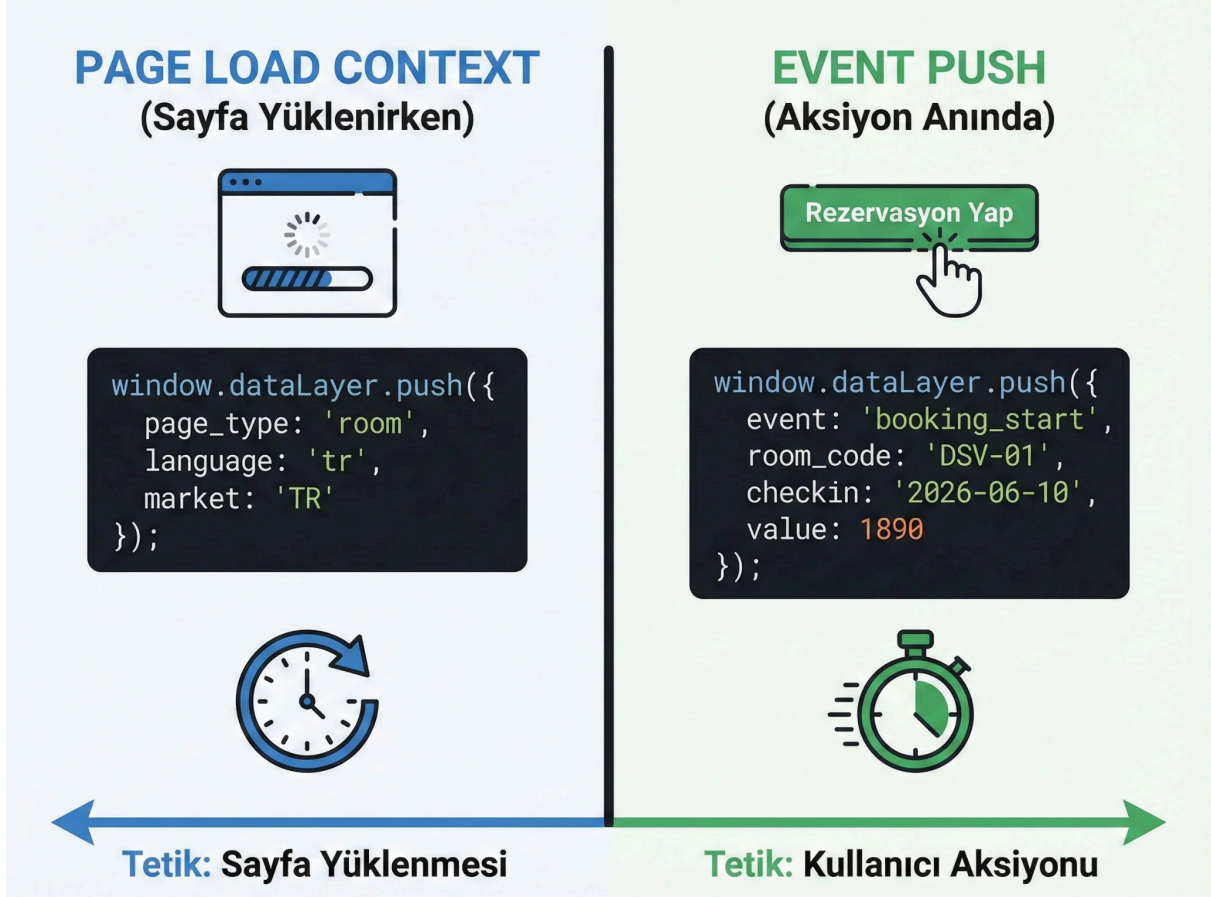 PAGE LOAD CONTEXT
(Sayfa Yüklenirken)
window.dataLayer.push({
  page_type: 'room',
  language: 'tr',
  market: 'TR'
});
Tetik: Sayfa Yüklenmesi
EVENT PUSH
(Aksiyon Anında)
Rezervasyon Yap
window.dataLayer.push({
  event: 'booking_start',
  room_code: 'DSV-01',
  checkin: '2026-06-10',
  value: 1890
});
Tetik: Kullanıcı Aksiyonu